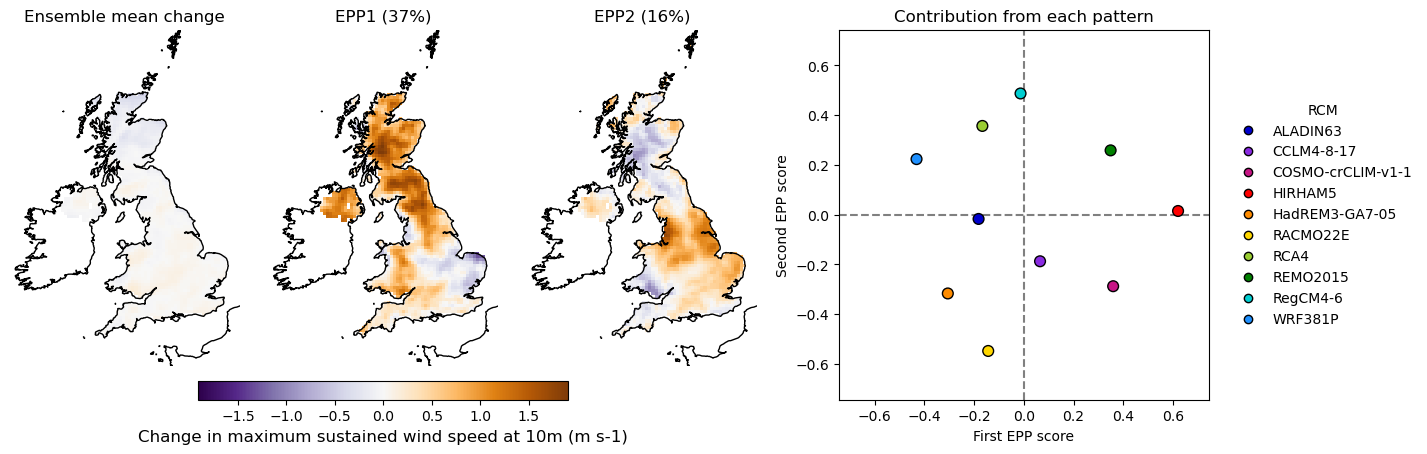 Ensemble mean change
EPP1 (37%)
EPP2 (16%)
−1.5 −1.0 −0.5 0.0 0.5 1.0 1.5
Change in maximum sustained wind speed at 10m (m s-1)
Contribution from each pattern
Second EPP score
0.6
0.4
0.2
0.0
−0.2
−0.4
−0.6
−0.6 −0.4 −0.2 0.0 0.2 0.4 0.6
First EPP score
RCM
ALADIN63
CCLM4-8-17
COSMO-crCLIM-v1-1
HIRHAM5
HadREM3-GA7-05
RACMO22E
RCA4
REMO2015
RegCM4-6
WRF381P